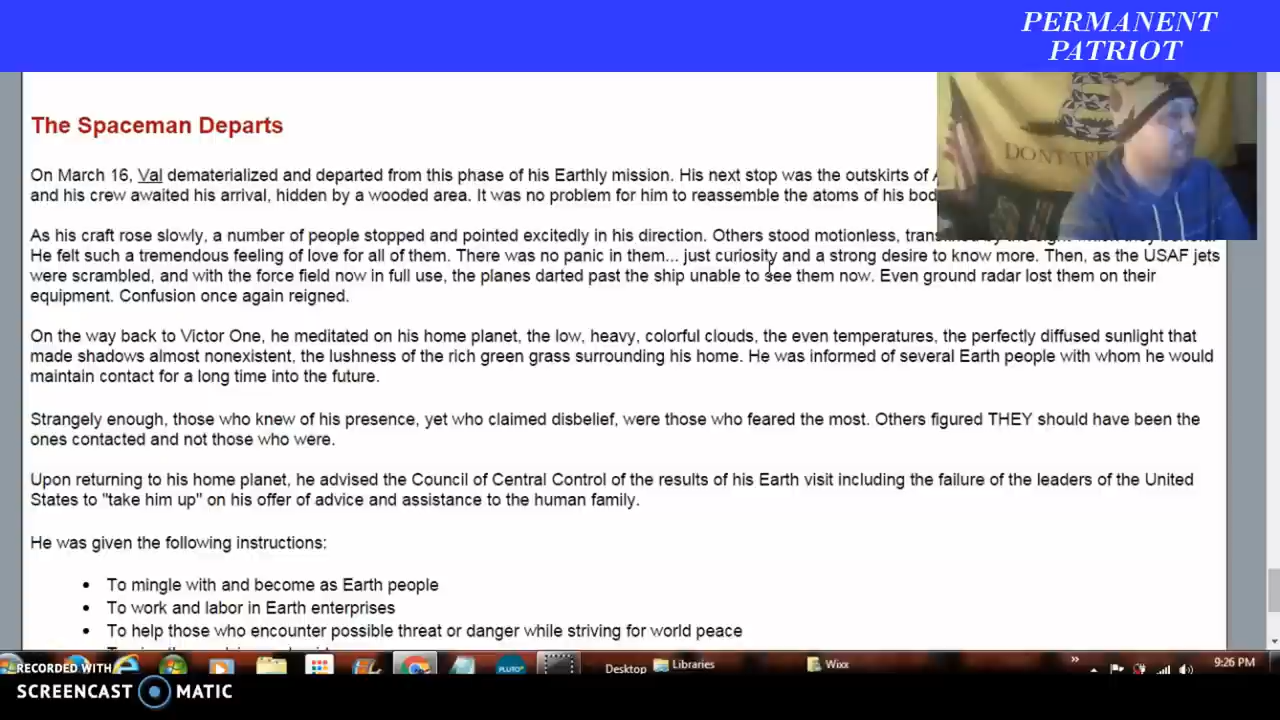 PERMANENT
PATRIOT
The Spaceman Departs
DON'T TRE
On March 16, Val dematerialized and departed from this phase of his Earthly mission. His next stop was the outskirts of
and his crew awaited his arrival, hidden by a wooded area. It was no problem for him to reassemble the atoms of his
As his craft rose slowly, a number of people stopped and pointed excitedly in his direction. Others stood motionless,
He felt such a tremendous feeling of love for all of them. There was no panic in them... just curiosity and a strong desire to know more. Then, as the USAF jets
were scrambled, and with the force field now in full use, the planes darted past the ship unable to see them now. Even ground radar lost them on their
equipment. Confusion once again reigned.
On the way back to Victor One, he meditated on his home planet, the low, heavy, colorful clouds, the even temperatures, the perfectly diffused sunlight that
made shadows almost nonexistent, the lushness of the rich green grass surrounding his home. He was informed of several Earth people with whom he would
maintain contact for a long time into the future.
Strangely enough, those who knew of his presence, yet who claimed disbelief, were those who feared the most. Others figured THEY should have been the
ones contacted and not those who were.
Upon returning to his home planet, he advised the Council of Central Control of the results of his Earth visit including the failure of the leaders of the United
States to "take him up" on his offer of advice and assistance to the human family.
He was given the following instructions:
• To mingle with and become as Earth people
• To work and labor in Earth enterprises
• To help those who encounter possible threat or danger while striving for world peace
PLUTO
Desktop
Libraries
Wixx
»
9:26 PM
RECORDED WITH
SCREENCAST MATIC